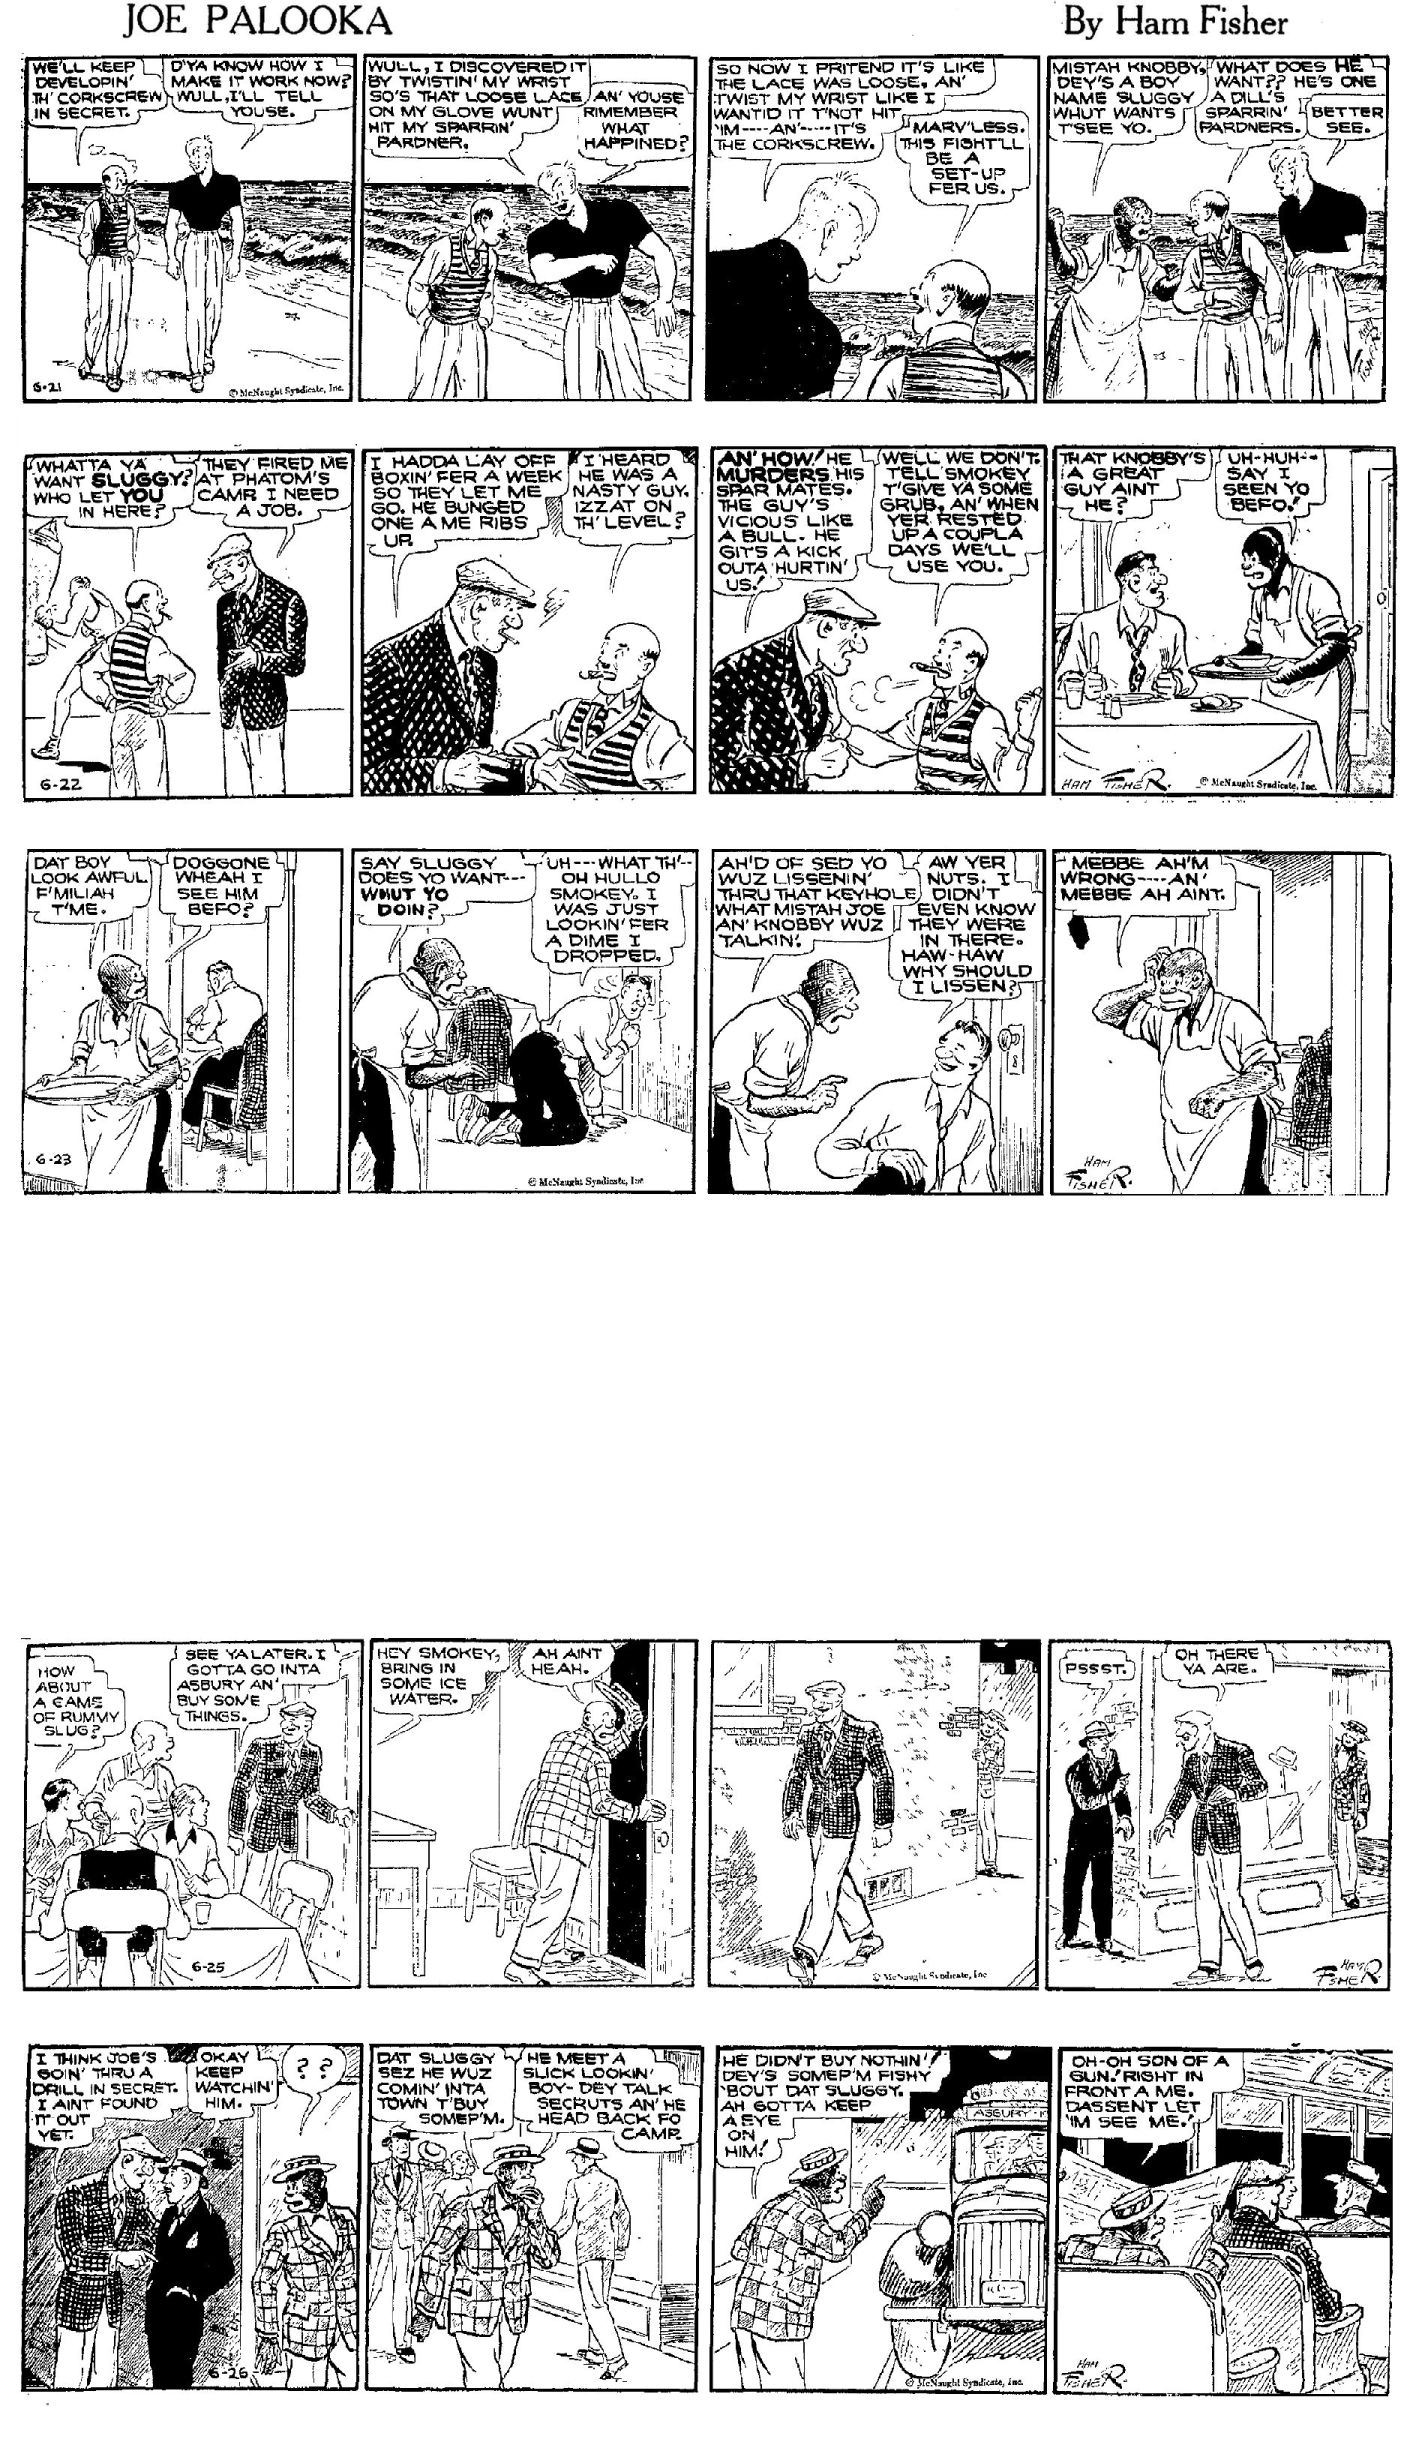 JOE PALOOKA
By Ham Fisher
WE'LL KEEP
DEVELOPIN'
TH' CORKSCREW
IN SECRET.
D'YA KNOW HOW I
MAKE IT WORK NOW?
WULL, I'LL TELL
YOUSE.
6-21
© McNaught Syndicate, Inc.
WULL, I DISCOVERED IT
BY TWISTIN' MY WRIST
SO'S THAT LOOSE LACE
ON MY GLOVE WUNT
HIT MY SPARRIN'
PARDNER.
AN' YOUSE
RIMEMBER
WHAT
HAPPINED?
SO NOW I PRITEND IT'S LIKE
THE LACE WAS LOOSE, AN'
TWIST MY WRIST LIKE I
WANTID IT T'NOT HIT
'IM----AN'-----IT'S
THE CORKSCREW.
MARV'LESS.
THIS FIGHT'LL
BE A
SET-UP
FER US.
MISTAH KNOBBY,
DEY'S A BOY
NAME SLUGGY
WHUT WANTS
T'SEE YO.
WHAT DOES HE
WANT?? HE'S ONE
A DILL'S
SPARRIN'
PARDNERS.
BETTER
SEE.
HAM
FISHER
WHATTA YA
WANT SLUGGY?
WHO LET YOU
IN HERE?
THEY FIRED ME
AT PHATOM'S
CAMP. I NEED
A JOB.
6-22
I HADDA LAY OFF
BOXIN' FER A WEEK
SO THEY LET ME
GO. HE BUNGED
ONE A ME RIBS
UP.
I HEARD
HE WAS A
NASTY GUY.
IZZAT ON
TH' LEVEL?
AN' HOW! HE
MURDERS HIS
SPAR MATES.
THE GUY'S
VICIOUS LIKE
A BULL. HE
GITS A KICK
OUTA HURTIN'
US!
WELL WE DON'T.
TELL SMOKEY
T'GIVE YA SOME
GRUB, AN' WHEN
YER RESTED
UP A COUPLA
DAYS WE'LL
USE YOU.
THAT KNOBBY'S
A GREAT
GUY AINT
HE?
UH-HUH--
SAY I
SEEN YO
BEFO!
HAM FISHER
© McNaught Syndicate, Inc.
DAT BOY
LOOK AWFUL
F'MILIAH
T'ME.
DOGGONE
WHEAH I
SEE HIM
BEFO?
6-23
SAY SLUGGY
DOES YO WANT---
WHUT YO
DOIN?
UH---WHAT TH'--
OH HULLO
SMOKEY. I
WAS JUST
LOOKIN' FER
A DIME I
DROPPED.
© McNaught Syndicate, Inc
AH'D OF SED YO
WUZ LISSENIN'
THRU THAT KEYHOLE
WHAT MISTAH JOE
AN' KNOBBY WUZ
TALKIN'.
AW YER
NUTS. I
DIDN'T
EVEN KNOW
THEY WERE
IN THERE.
HAW-HAW
WHY SHOULD
I LISSEN?
MEBBE AH'M
WRONG----AN'
MEBBE AH AINT.
HAM
FISHER.
HOW
ABOUT
A GAME
OF RUMMY
SLUG?
SEE YA LATER. I
GOTTA GO INTA
ASBURY AN'
BUY SOME
THINGS.
6-25
HEY SMOKEY,
BRING IN
SOME ICE
WATER.
AH AINT
HEAH.
© McNaught Syndicate, Inc
PSSST.
OH THERE
YA ARE.
HAM
FISHER.
I THINK JOE'S
GOIN' THRU A
DRILL IN SECRET.
I AINT FOUND
IT OUT
YET.
OKAY
KEEP
WATCHIN'
HIM.
? ?
6-26
DAT SLUGGY
SEZ HE WUZ
COMIN' INTA
TOWN T'BUY
SOMEP'M.
HE MEET A
SLICK LOOKIN'
BOY- DEY TALK
SECRUTS AN' HE
HEAD BACK FO
CAMP.
HE DIDN'T BUY NOTHIN'!
DEY'S SOMEP'M FISHY
'BOUT DAT SLUGGY.
AH GOTTA KEEP
A EYE
ON
HIM!
ASBURY
© McNaught Syndicate, Inc.
OH-OH SON OF A
GUN! RIGHT IN
FRONT A ME.
DASSENT LET
'IM SEE ME.
HAM
FISHER.